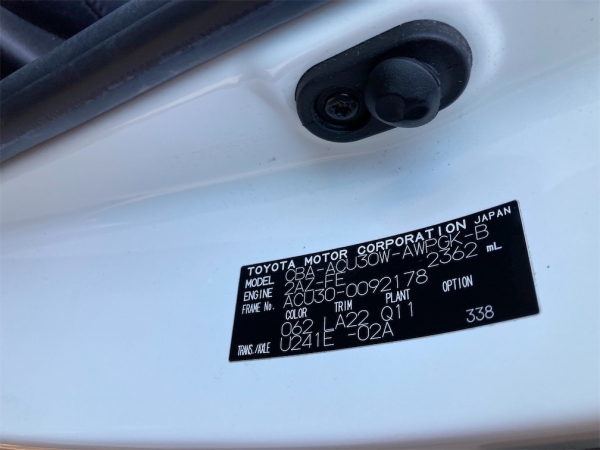 TOYOTA MOTOR CORPORATION JAPAN
MODEL CBA-ACU30W-AWPGK-B
ENGINE 2AZ-FE 2362 mL
FRAME No. ACU30-0092178
COLOR TRIM PLANT OPTION
062 LA22 Q11
TRANS./AXLE U241E -02A 338